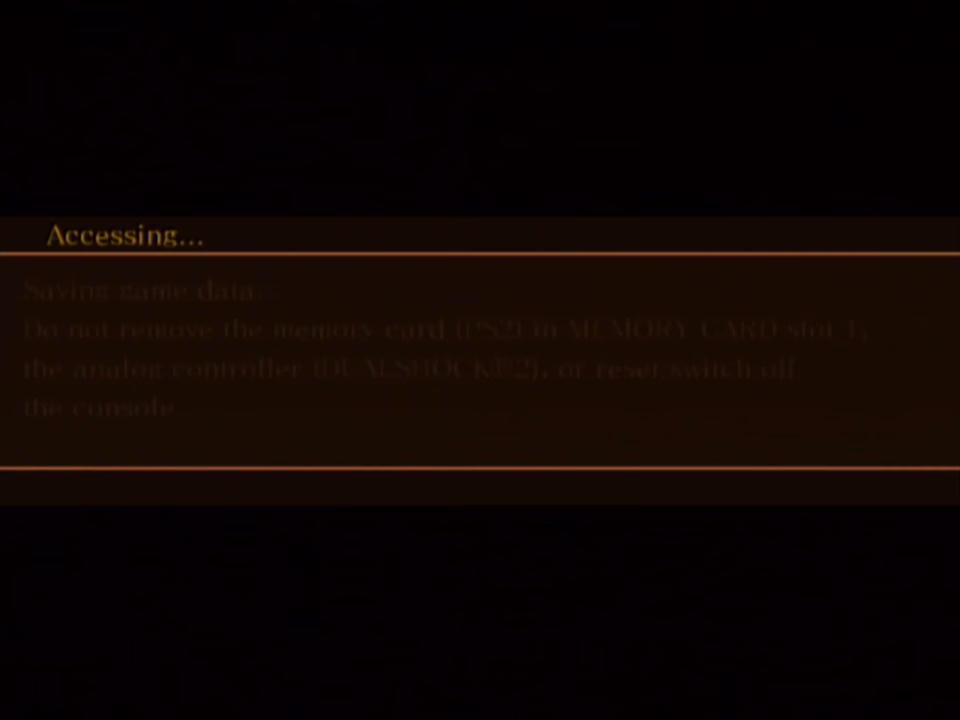 Accessing...
Saving game data.
Do not remove the memory card (PS2) in MEMORY CARD slot 1,
the analog controller (DUALSHOCK®2), or reset/switch off
the console.